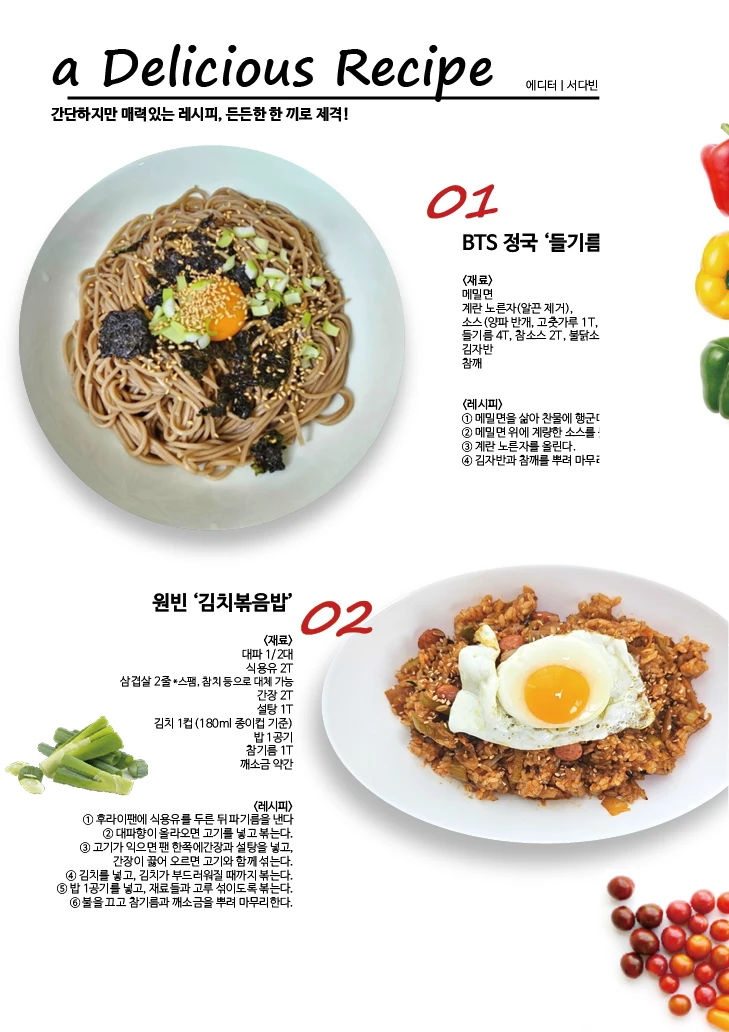 a Delicious Recipe
에디터 | 서다빈
간단하지만 매력있는 레시피, 든든한 한 끼로 제격!
01
BTS 정국 ‘들기름
<재료>
메밀면
계란 노른자(알끈 제거),
소스(양파 반개, 고춧가루 1T,
들기름 4T, 참소스 2T, 불닭소
김자반
참깨
<레시피>
① 메밀면을 삶아 찬물에 행군
② 메밀면 위에 계량한 소스를
③ 계란 노른자를 올린다.
④ 김자반과 참깨를 뿌려 마무리
원빈 ‘김치볶음밥’
02
<재료>
대파 1/2대
식용유 2T
삼겹살 2줄 *스팸, 참치 등으로 대체 가능
간장 2T
설탕 1T
김치 1컵 (180ml 종이컵 기준)
밥 1공기
참기름 1T
깨소금 약간
<레시피>
① 후라이팬에 식용유를 두른 뒤 파기름을 낸다
② 대파향이 올라오면 고기를 넣고 볶는다.
③ 고기가 익으면 팬 한쪽에간장과 설탕을 넣고,
간장이 끓어 오르면 고기와 함께 섞는다.
④ 김치를 넣고, 김치가 부드러워질 때까지 볶는다.
⑤ 밥 1공기를 넣고, 재료들과 고루 섞이도록 볶는다.
⑥ 불을 끄고 참기름과 깨소금을 뿌려 마무리한다.